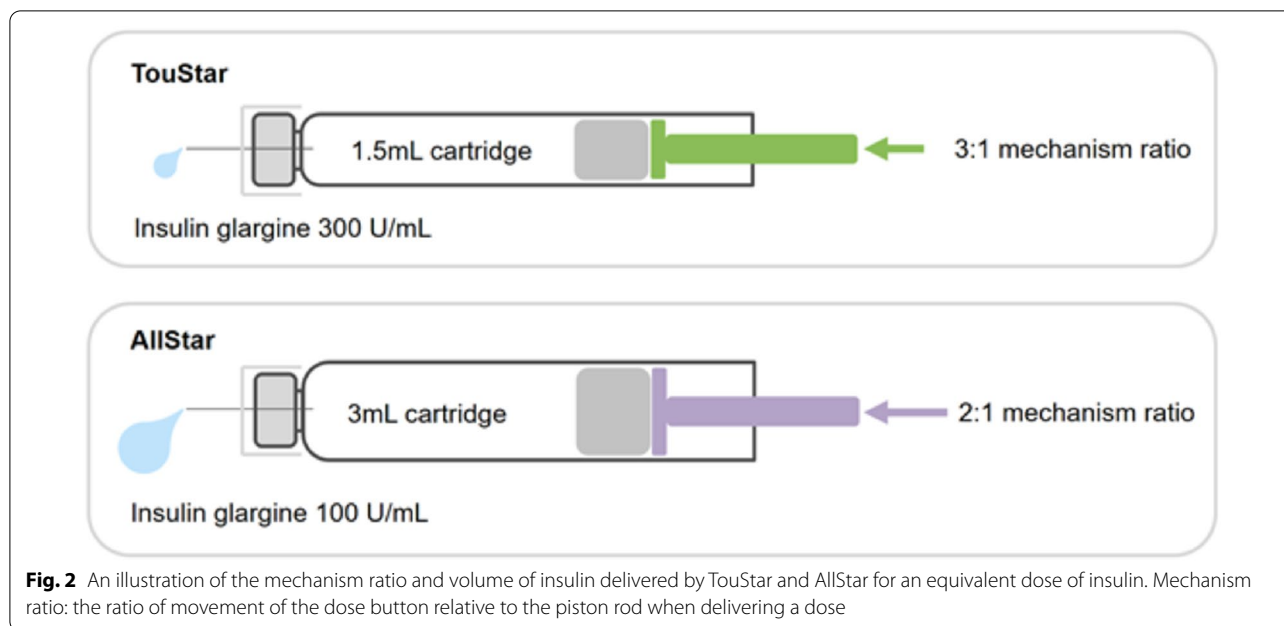 TouStar
1.5mL cartridge
3:1 mechanism ratio
Insulin glargine 300 U/mL
AllStar
3mL cartridge
2:1 mechanism ratio
Insulin glargine 100 U/mL
Fig. 2 An illustration of the mechanism ratio and volume of insulin delivered by TouStar and AllStar for an equivalent dose of insulin. Mechanism
ratio: the ratio of movement of the dose button relative to the piston rod when delivering a dose